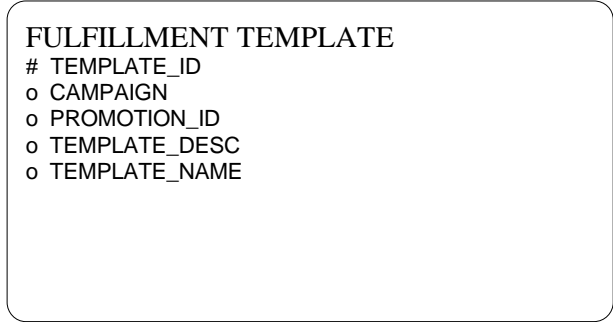 FULFILLMENT TEMPLATE
# TEMPLATE_ID
o CAMPAIGN
o PROMOTION_ID
o TEMPLATE_DESC
o TEMPLATE_NAME